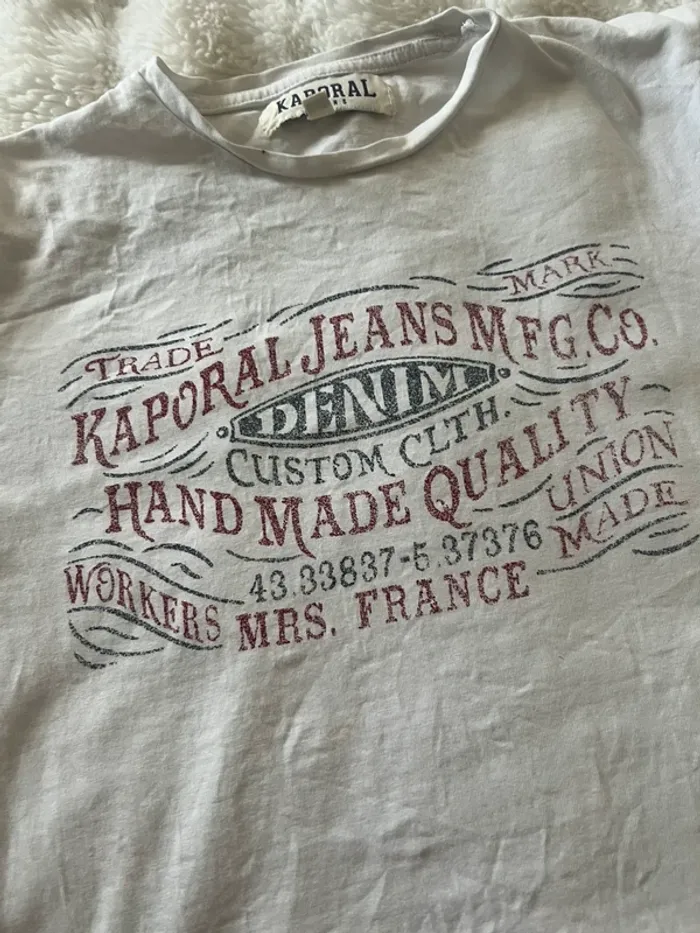 KAPORAL
TRADE MARK
KAPORAL JEANS MFG.CO.
DENIM
CUSTOM CLTH.
HAND MADE QUALITY
UNION
MADE
43.33837-5.37376
WORKERS
MRS. FRANCE